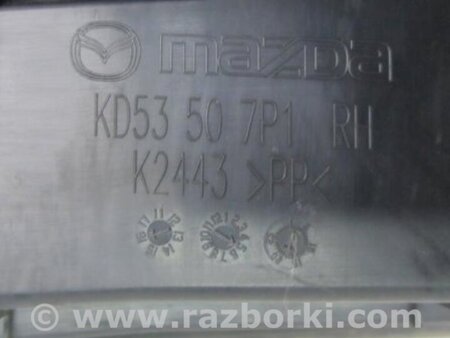 mazda
KD53 50 7P1 RH
K2443 >PP<
© www.razborki.com